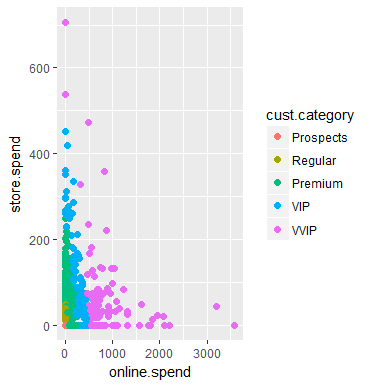 600
400
200
0
store.spend
0
1000
2000
3000
online.spend
cust.category
Prospects
Regular
Premium
VIP
VVIP